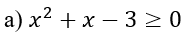 a) x² + x − 3 ≥ 0